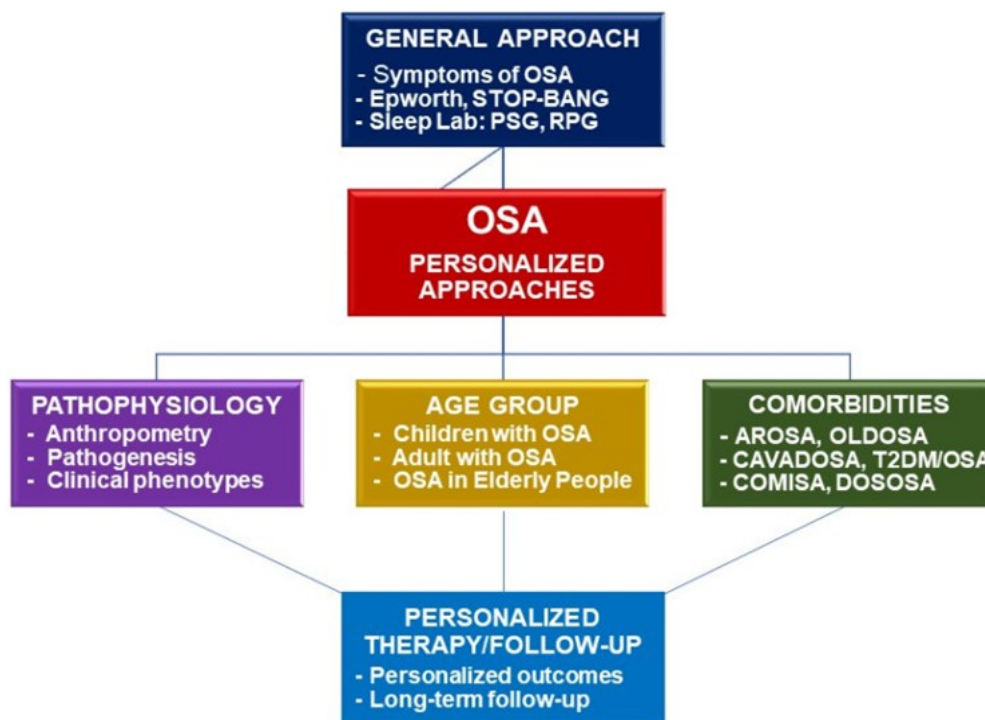 GENERAL APPROACH
- Symptoms of OSA
- Epworth, STOP-BANG
- Sleep Lab: PSG, RPG
OSA
PERSONALIZED
APPROACHES
PATHOPHYSIOLOGY
- Anthropometry
- Pathogenesis
- Clinical phenotypes
AGE GROUP
- Children with OSA
- Adult with OSA
- OSA in Elderly People
COMORBIDITIES
- AROSA, OLDOSA
- CAVADOSA, T2DM/OSA
- COMISA, DOSOSA
PERSONALIZED
THERAPY/FOLLOW-UP
- Personalized outcomes
- Long-term follow-up